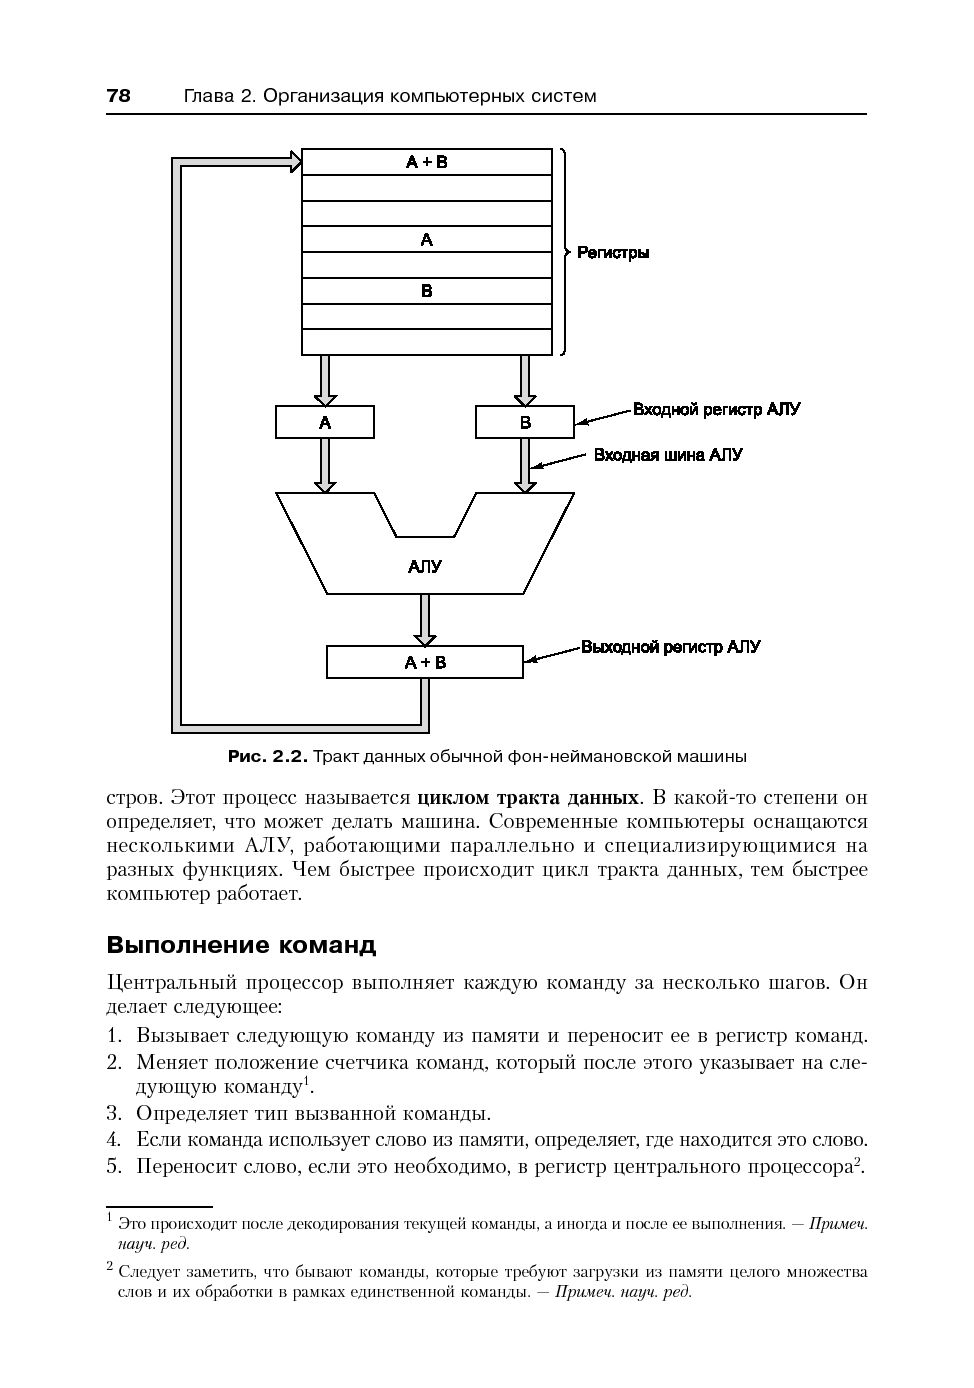 78 Глава 2. Организация компьютерных систем
A + B
A
Регистры
B
Входной регистр АЛУ
A
B
Входная шина АЛУ
АЛУ
Выходной регистр АЛУ
A + B
Рис. 2.2. Тракт данных обычной фон-неймановской машины
стров. Этот процесс называется циклом тракта данных. В какой-то степени он
определяет, что может делать машина. Современные компьютеры оснащаются
несколькими АЛУ, работающими параллельно и специализирующимися на
разных функциях. Чем быстрее происходит цикл тракта данных, тем быстрее
компьютер работает.
Выполнение команд
Центральный процессор выполняет каждую команду за несколько шагов. Он
делает следующее:
1. Вызывает следующую команду из памяти и переносит ее в регистр команд.
2. Меняет положение счетчика команд, который после этого указывает на сле-
дующую команду¹.
3. Определяет тип вызванной команды.
4. Если команда использует слово из памяти, определяет, где находится это слово.
5. Переносит слово, если это необходимо, в регистр центрального процессора².
¹ Это происходит после декодирования текущей команды, а иногда и после ее выполнения. — Примеч.
науч. ред.
² Следует заметить, что бывают команды, которые требуют загрузки из памяти целого множества
слов и их обработки в рамках единственной команды. — Примеч. науч. ред.